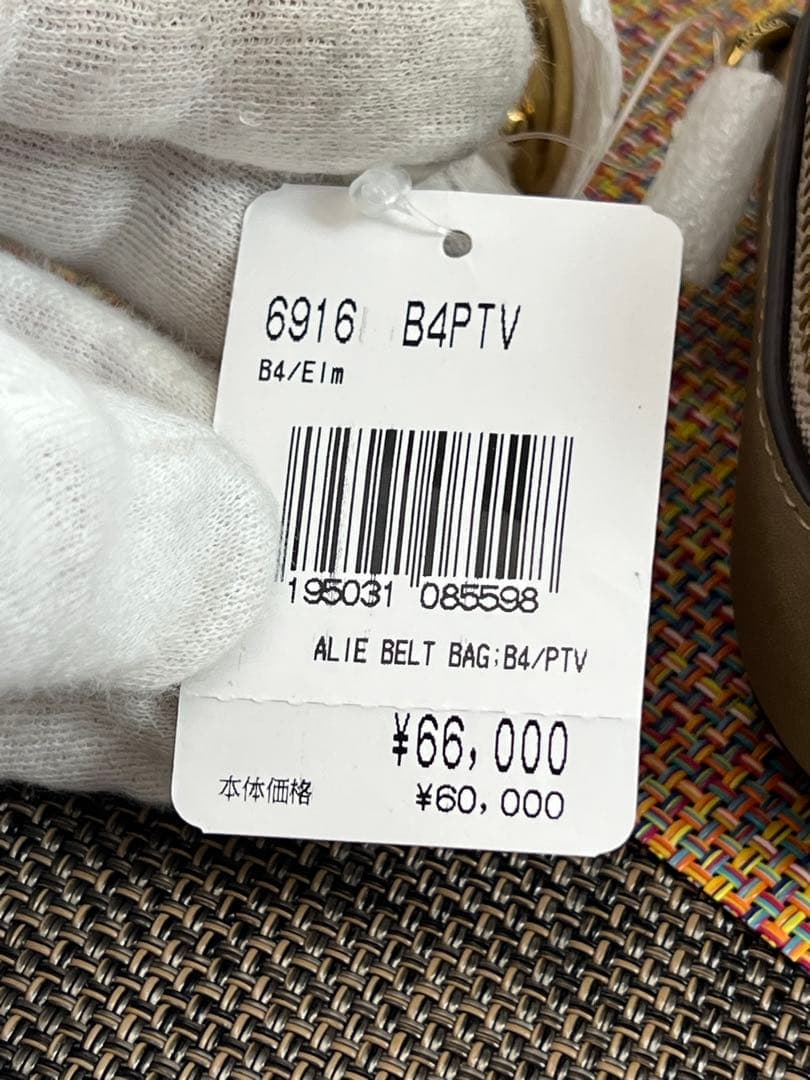 6916 B4PTV
B4/Elm
195031 085598
ALIE BELT BAG;B4/PTV
¥66,000
本体価格 ¥60,000